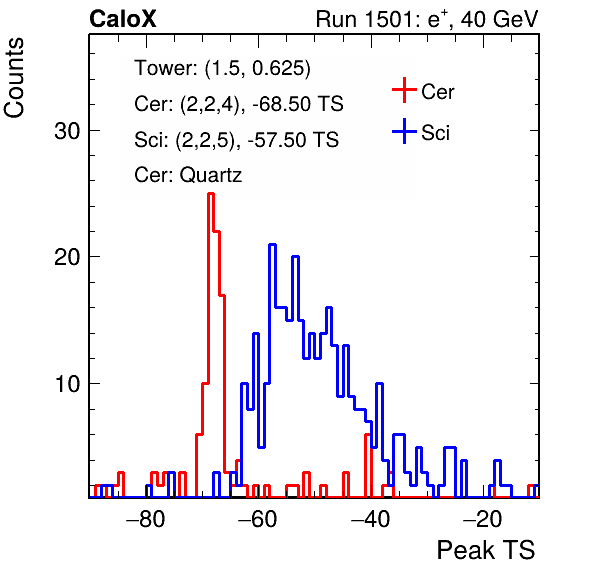 CaloX Run 1501: e⁺, 40 GeV
Counts
Tower: (1.5, 0.625)
Cer: (2,2,4), -68.50 TS
Sci: (2,2,5), -57.50 TS
Cer: Quartz
Cer
Sci
30
20
10
−80 −60 −40 −20
Peak TS